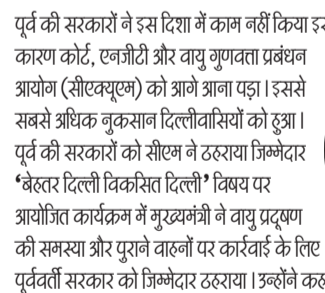 पूर्व की सरकारों ने इस दिशा में काम नहीं किया
कारण कोर्ट, एनजीटी और वायु गुणवत्ता प्रबंधन
आयोग (सीएक्यूएम) को आगे आना पड़ा। इससे
सबसे अधिक नुकसान दिल्लीवासियों को हुआ।
पूर्व की सरकारों को सीएम ने ठहराया जिम्मेदार
‘बेहतर दिल्ली विकसित दिल्ली’ विषय पर
आयोजित कार्यक्रम में मुख्यमंत्री ने वायु प्रदूषण
की समस्या और पुराने वाहनों पर कार्रवाई के लिए
पूर्ववर्ती सरकार को जिम्मेदार ठहराया। उन्होंने